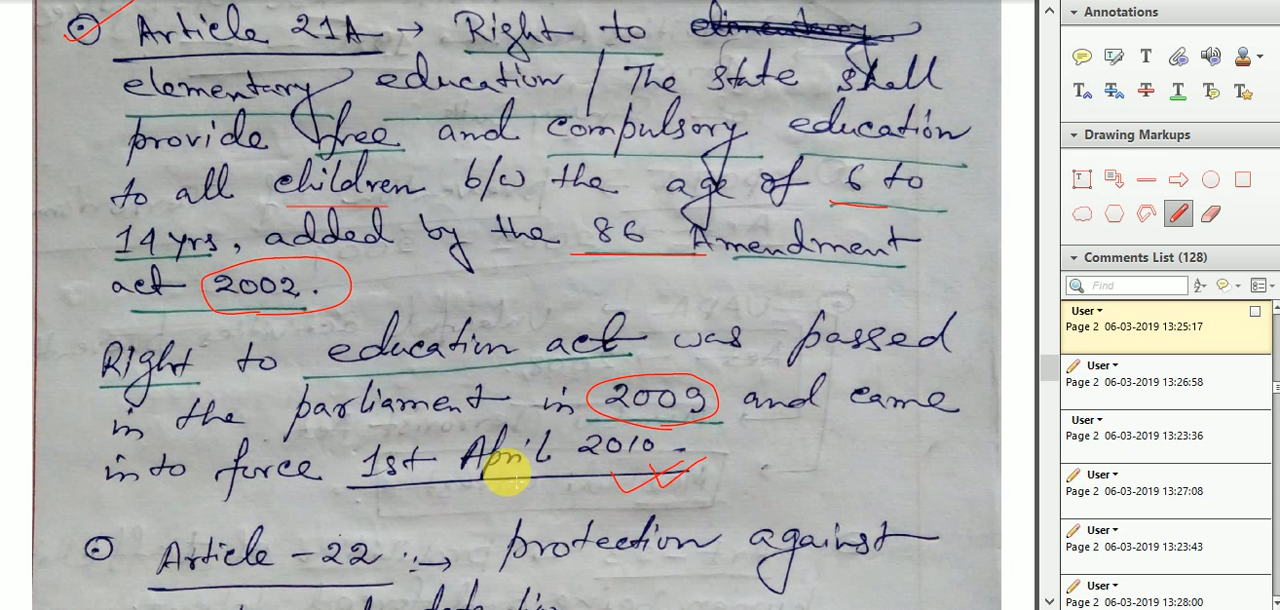 Article 21A → Right to
elementary education / The state shall
provide free and compulsory education
to all children b/w the age of 6 to
14 yrs, added by the 86 Amendment
act 2002.
Right to education act was passed
in the parliament in 2009 and came
into force 1st April 2010.
Article - 22 :→ protection against
Annotations
Drawing Markups
Comments List (128)
Find
User
Page 2 06-03-2019 13:25:17
User
Page 2 06-03-2019 13:26:58
User
Page 2 06-03-2019 13:23:36
User
Page 2 06-03-2019 13:27:08
User
Page 2 06-03-2019 13:23:43
User
Page 2 06-03-2019 13:28:00